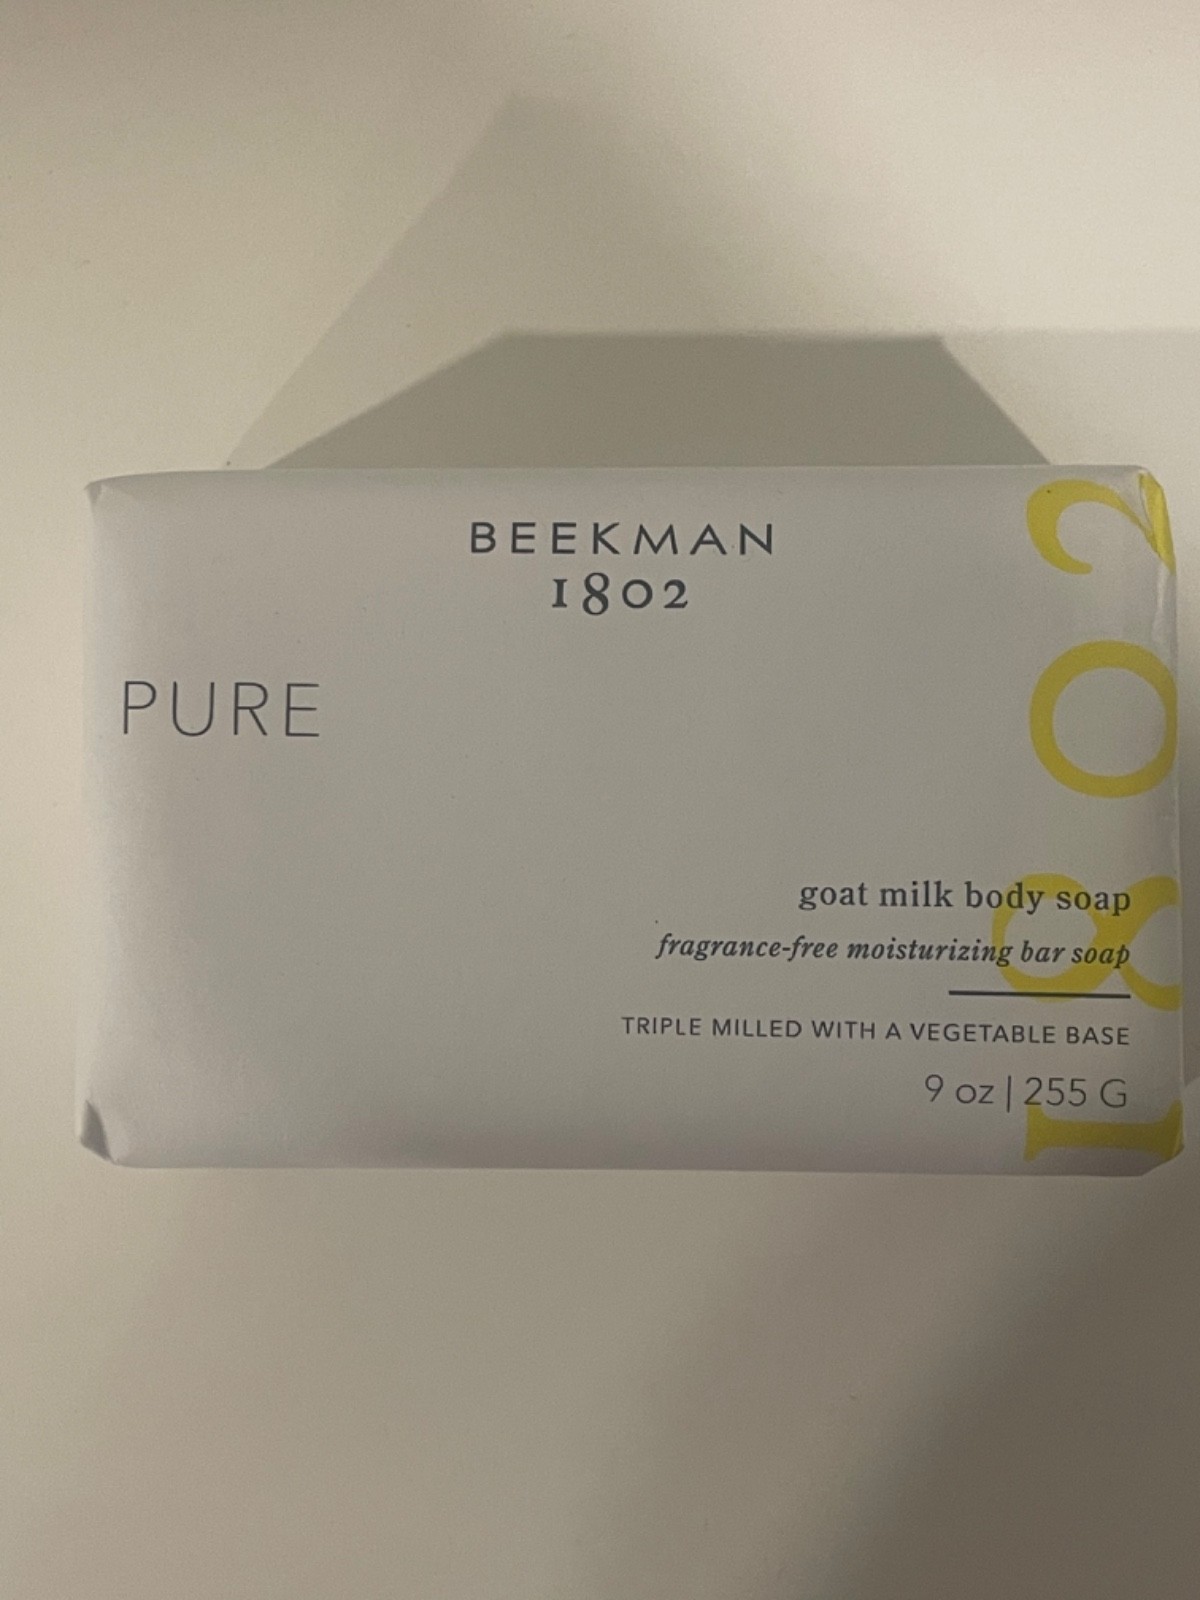 BEEKMAN
1802
PURE
goat milk body soap
fragrance-free moisturizing bar soap
TRIPLE MILLED WITH A VEGETABLE BASE
9 oz | 255 G
1802